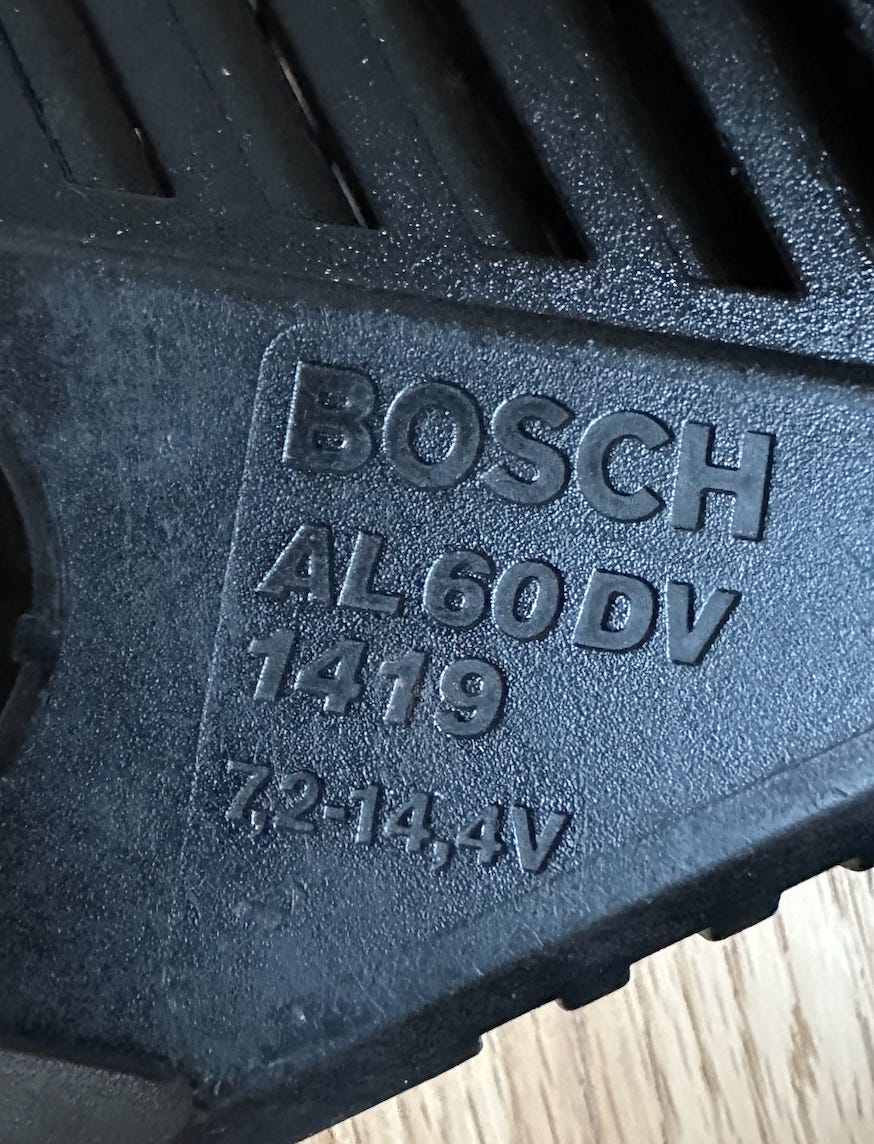 BOSCH
AL 60 DV
1419
7,2-14,4V